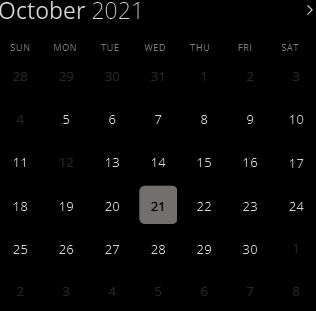 October 2021
SUN MON TUE WED THU FRI SAT
28 29 30 31 1 2 3
4 5 6 7 8 9 10
11 12 13 14 15 16 17
18 19 20 21 22 23 24
25 26 27 28 29 30 1
2 3 4 5 6 7 8